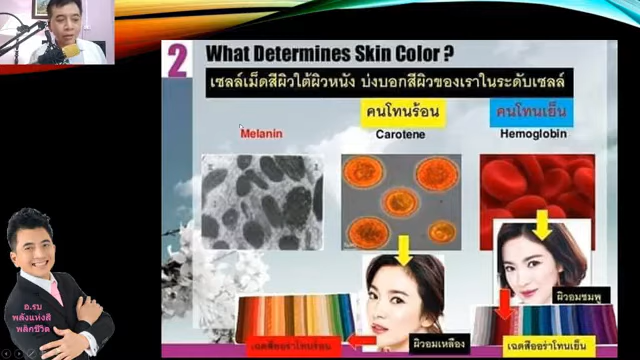 2
What Determines Skin Color ?
เซลล์เม็ดสีผิวใต้ผิวหนัง บ่งบอกสีผิวของเราในระดับเซลล์
คนโทนร้อน
คนโทนเย็น
Melanin
Carotene
Hemoglobin
ผิวอมชมพู
ผิวอมเหลือง
เฉดสีออร่าโทนร้อน
เฉดสีออร่าโทนเย็น
อ.รบ
พลังแห่งสี
พลิกชีวิต